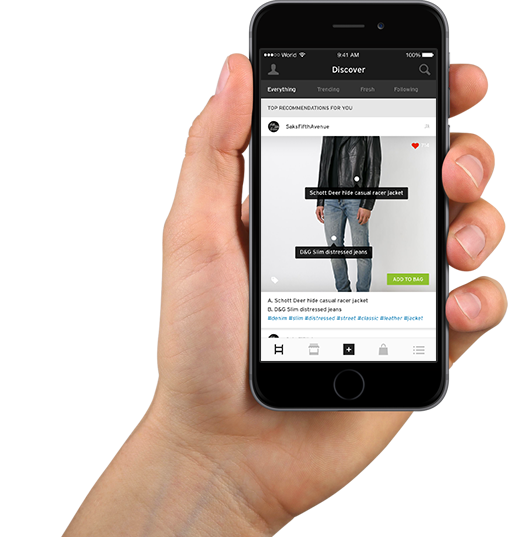 World 9:41 AM 100%
Discover
Everything Trending Fresh Following
TOP RECOMMENDATIONS FOR YOU
SaksFifthAvenue
Schott Deer hide casual racer jacket
D&G Slim distressed jeans
ADD TO BAG
A. Schott Deer hide casual racer jacket
B. D&G Slim distressed jeans
#denim #slim #distressed #street #classic #leather #jacket